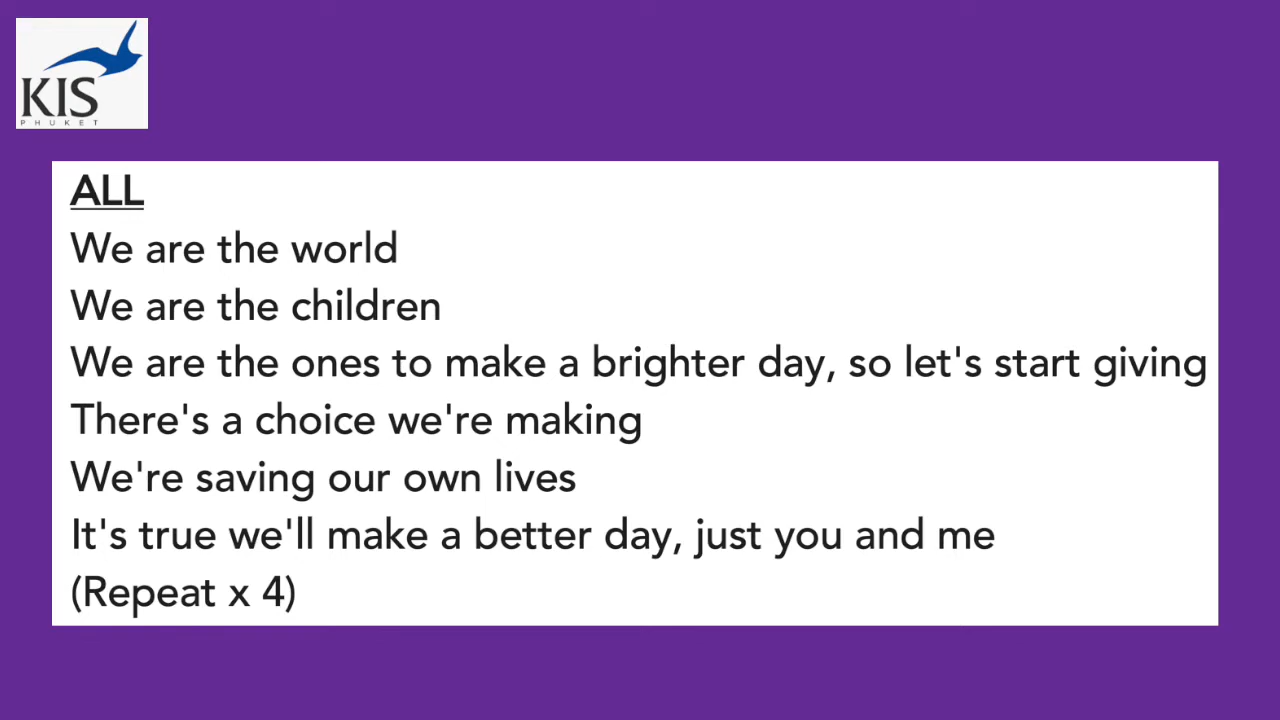 KIS
PHUKET
ALL
We are the world
We are the children
We are the ones to make a brighter day, so let's start giving
There's a choice we're making
We're saving our own lives
It's true we'll make a better day, just you and me
(Repeat x 4)